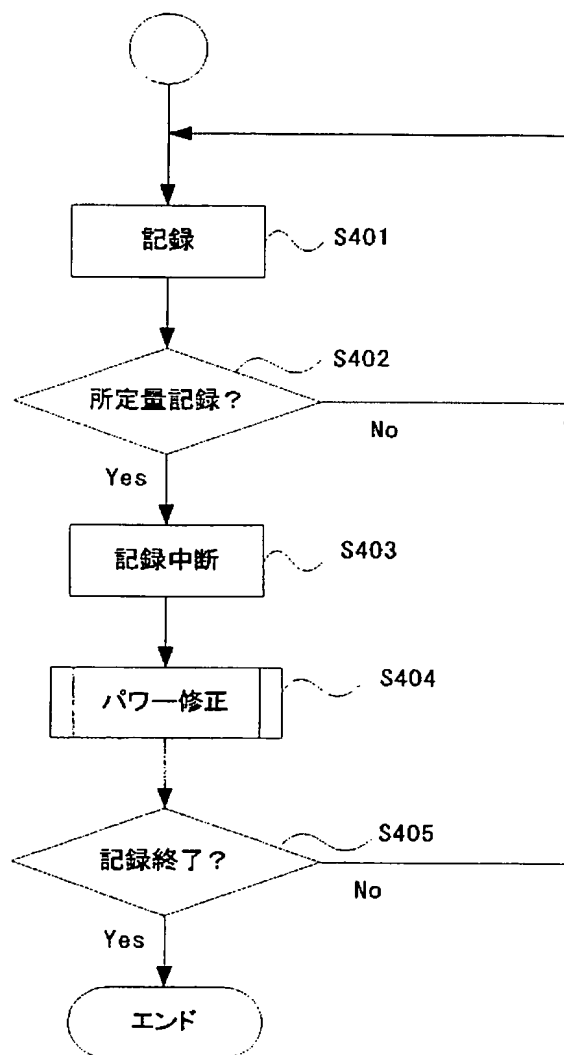 記録
S401
所定量記録？
S402
No
Yes
記録中断
S403
パワー修正
S404
記録終了？
S405
No
Yes
エンド